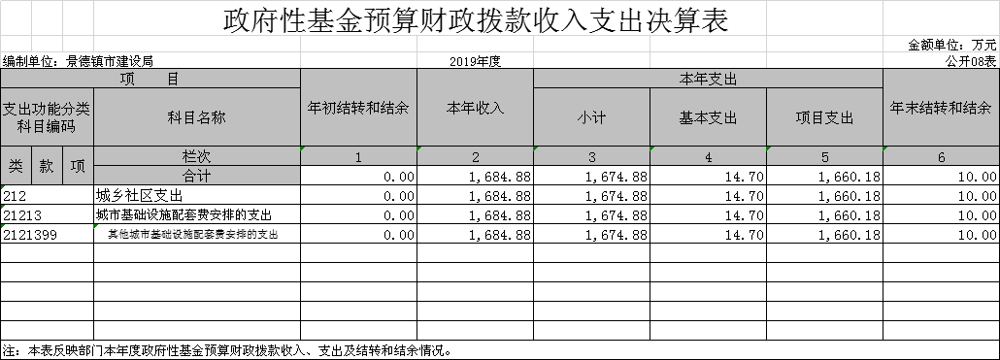 政府性基金预算财政拨款收入支出决算表
金额单位：万元
编制单位：景德镇市建设局 2019年度 公开08表
项 目 年初结转和结余 本年收入 本年支出 年末结转和结余
支出功能分类科目编码 科目名称 小计 基本支出 项目支出
类 款 项 栏次 1 2 3 4 5 6
合计 0.00 1,684.88 1,674.88 14.70 1,660.18 10.00
212 城乡社区支出 0.00 1,684.88 1,674.88 14.70 1,660.18 10.00
21213 城市基础设施配套费安排的支出 0.00 1,684.88 1,674.88 14.70 1,660.18 10.00
2121399 其他城市基础设施配套费安排的支出 0.00 1,684.88 1,674.88 14.70 1,660.18 10.00
注：本表反映部门本年度政府性基金预算财政拨款收入、支出及结转和结余情况。